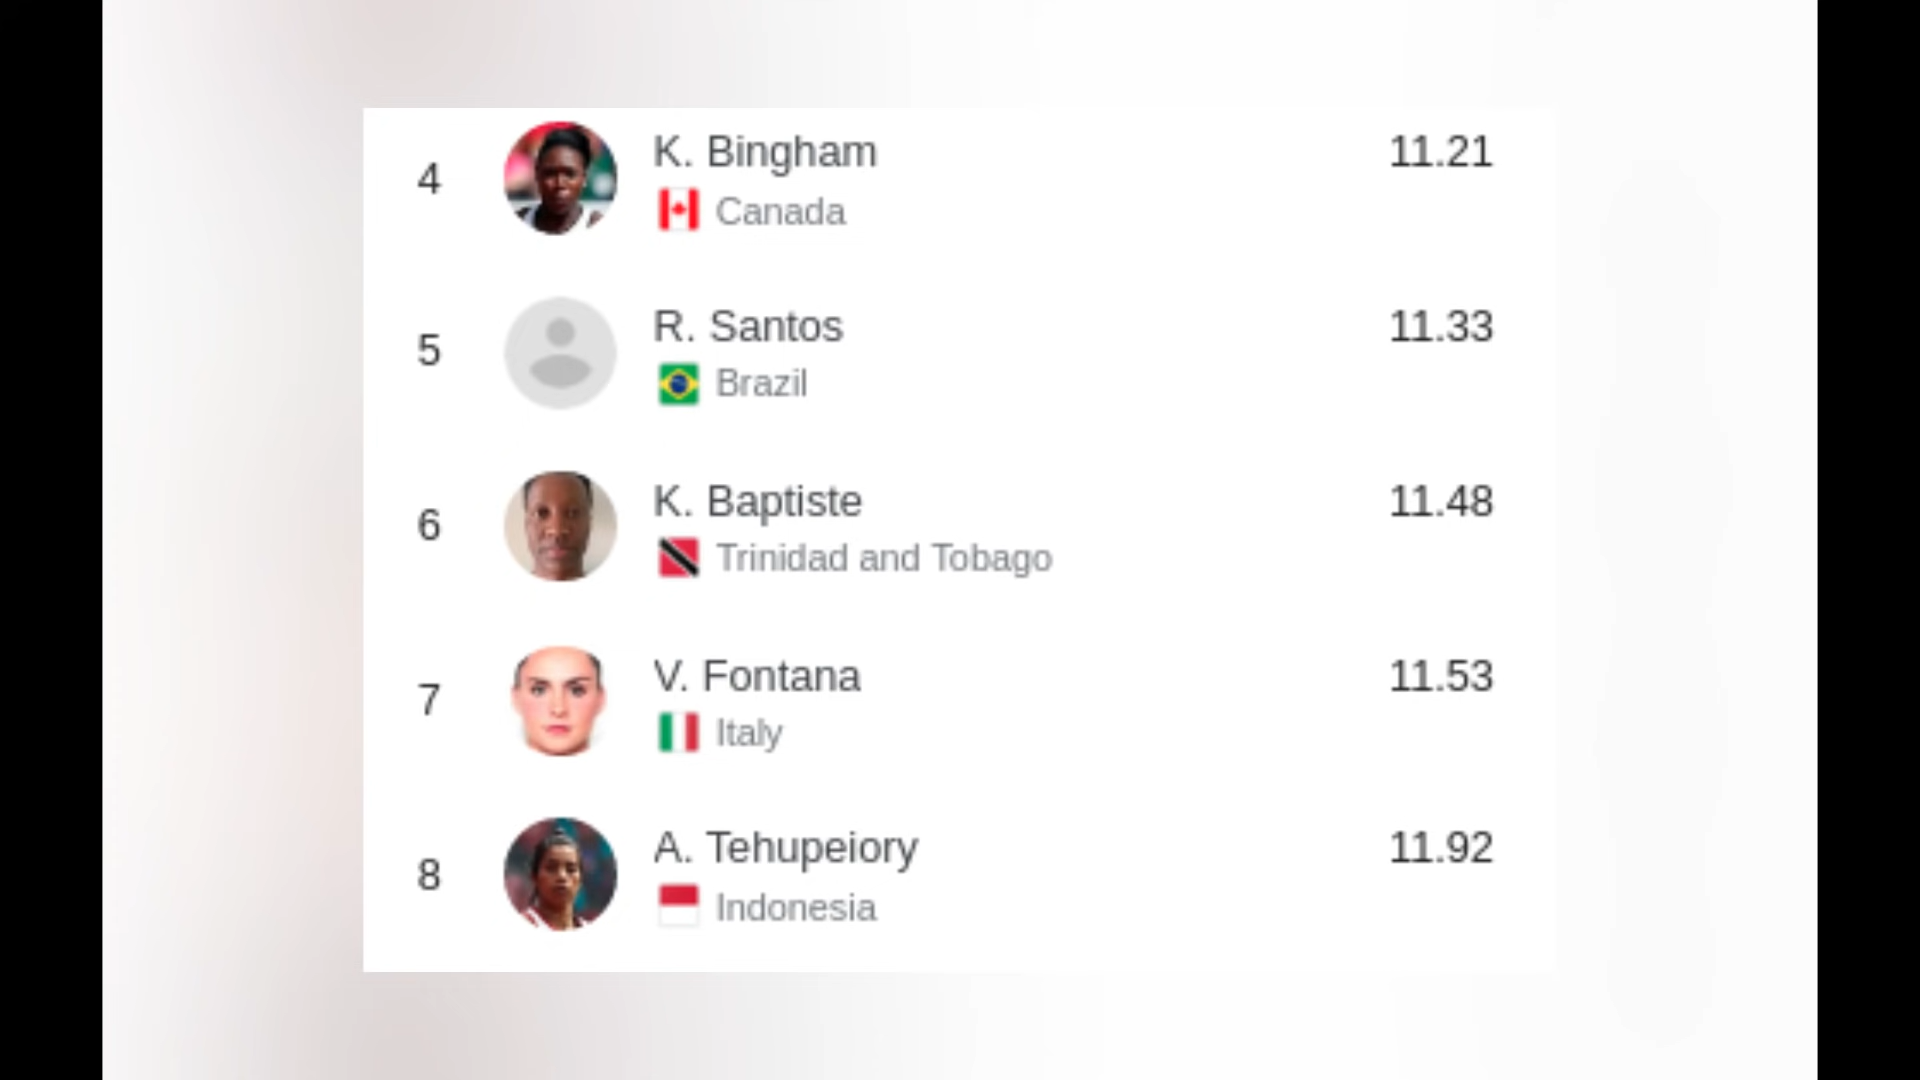 4
K. Bingham 11.21
Canada
5
R. Santos 11.33
Brazil
6
K. Baptiste 11.48
Trinidad and Tobago
7
V. Fontana 11.53
Italy
8
A. Tehupeiory 11.92
Indonesia